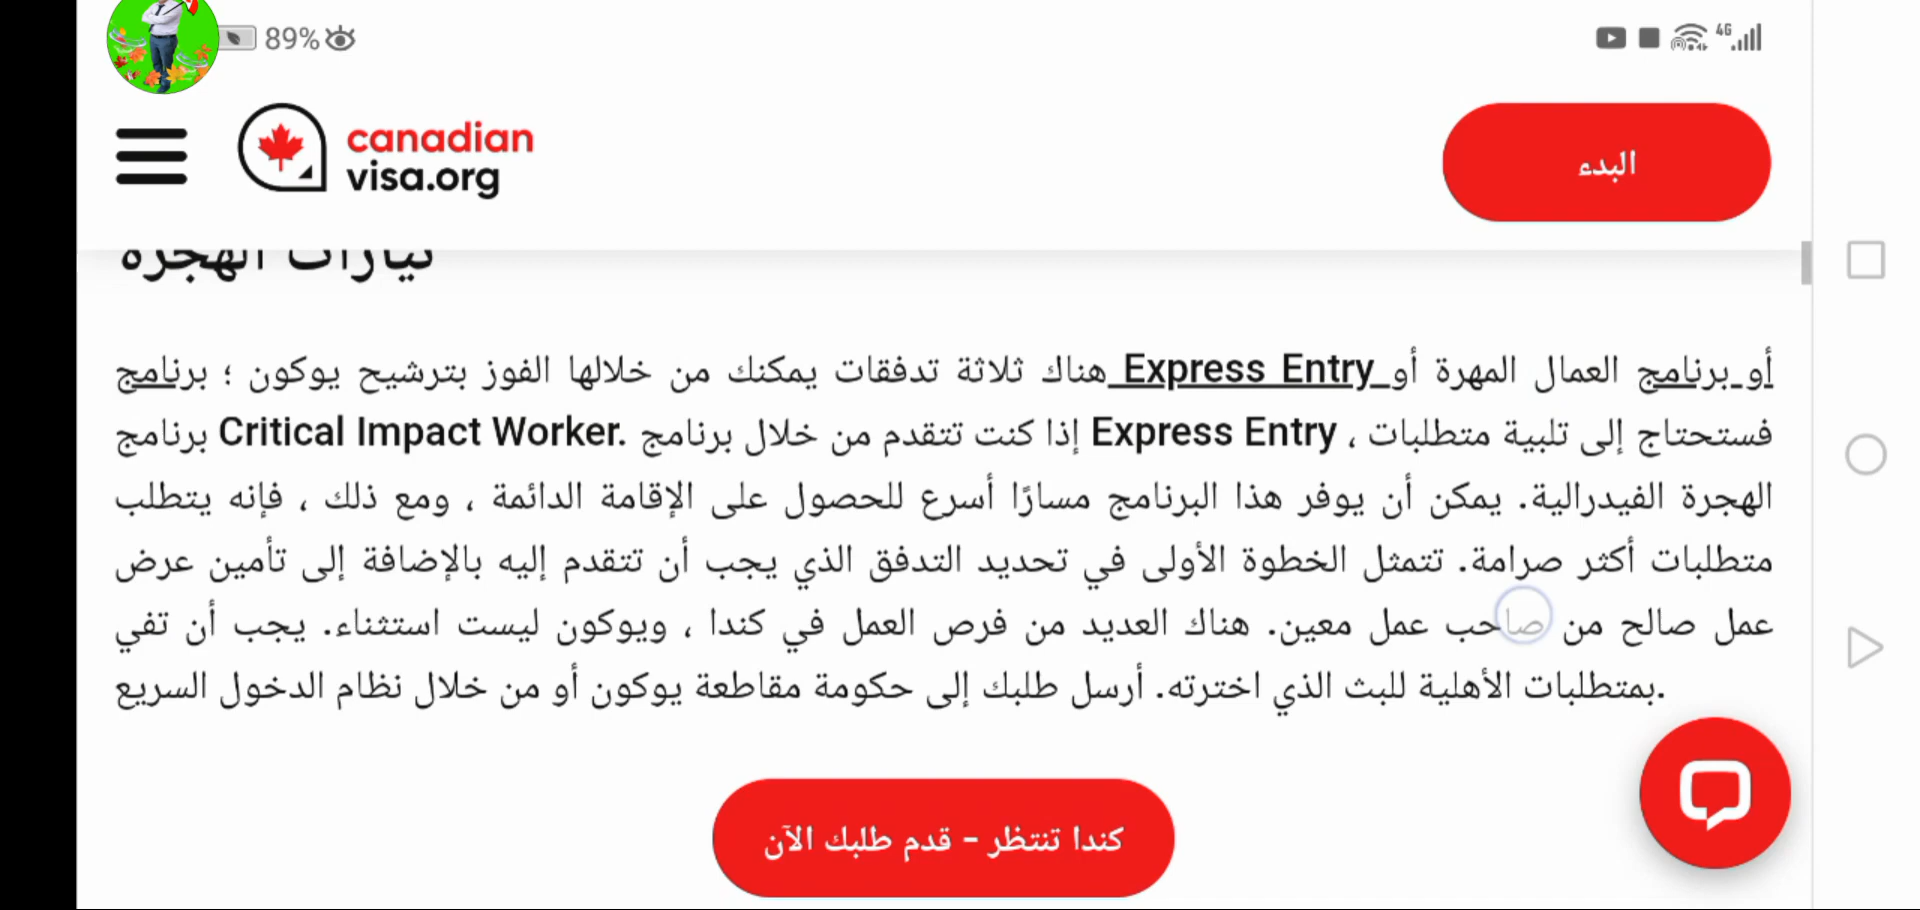 89%
4G
canadian
visa.org
البدء
تيارات الهجرة
هناك ثلاثة تدفقات يمكنك من خلالها الفوز بترشيح يوكون ؛ برنامج Express Entry أو برنامج العمال المهرة أو
برنامج Critical Impact Worker. إذا كنت تتقدم من خلال برنامج Express Entry ، فستحتاج إلى تلبية متطلبات
الهجرة الفيدرالية. يمكن أن يوفر هذا البرنامج مسارًا أسرع للحصول على الإقامة الدائمة ، ومع ذلك ، فإنه يتطلب
متطلبات أكثر صرامة. تتمثل الخطوة الأولى في تحديد التدفق الذي يجب أن تتقدم إليه بالإضافة إلى تأمين عرض
عمل صالح من صاحب عمل معين. هناك العديد من فرص العمل في كندا ، ويوكون ليست استثناء. يجب أن تفي
بمتطلبات الأهلية للبث الذي اخترته. أرسل طلبك إلى حكومة مقاطعة يوكون أو من خلال نظام الدخول السريع.
كندا تنتظر - قدم طلبك الآن